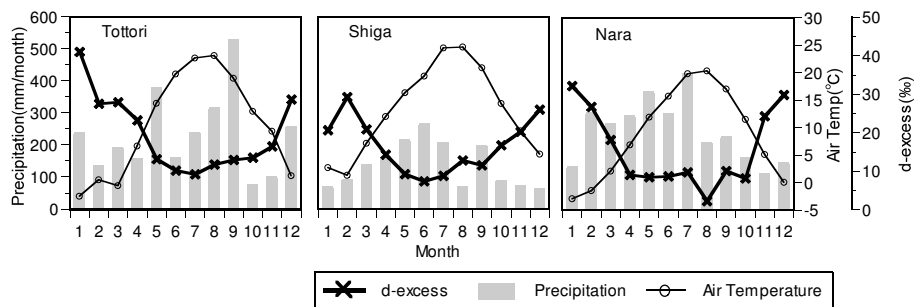 Tottori
Shiga
Nara
Precipitation(mm/month)
600
500
400
300
200
100
0
30
25
20
15
10
5
0
-5
Air Temp(°C)
50
40
30
20
10
0
d-excess (‰)
1 2 3 4 5 6 7 8 9 10 11 12
1 2 3 4 5 6 7 8 9 10 11 12
1 2 3 4 5 6 7 8 9 10 11 12
Month
d-excess Precipitation Air Temperature